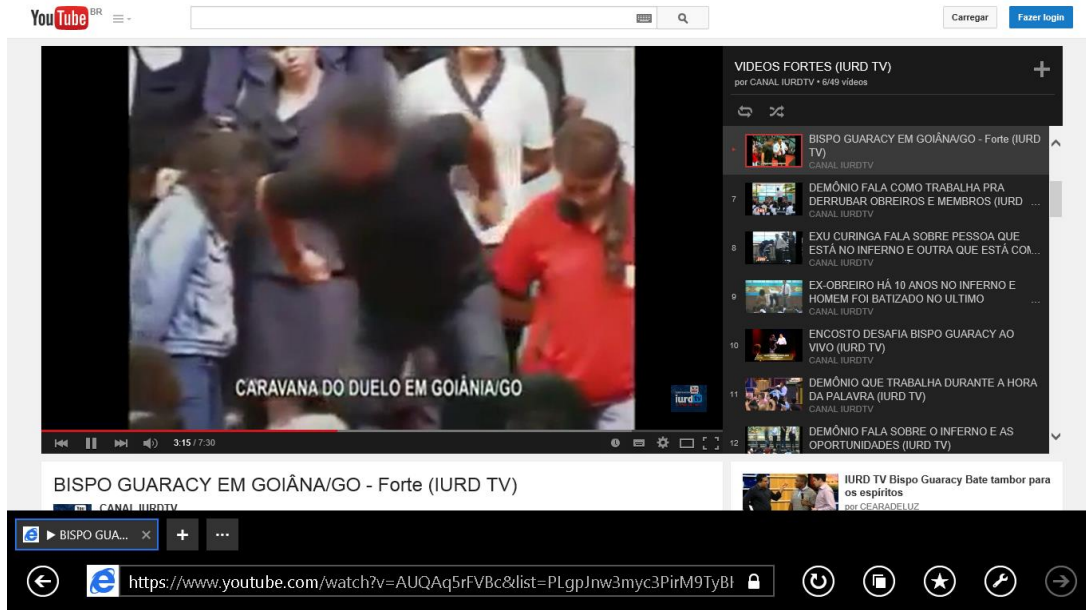 YouTube BR
Carregar
Fazer login
CARAVANA DO DUELO EM GOIÂNIA/GO
iurdtv
3:15 / 7:30
VIDEOS FORTES (IURD TV)
por CANAL IURDTV • 6/49 vídeos
BISPO GUARACY EM GOIÂNA/GO - Forte (IURD
TV)
CANAL IURDTV
7
DEMÔNIO FALA COMO TRABALHA PRA
DERRUBAR OBREIROS E MEMBROS (IURD ...
CANAL IURDTV
8
EXU CURINGA FALA SOBRE PESSOA QUE
ESTÁ NO INFERNO E OUTRA QUE ESTÁ COM...
CANAL IURDTV
9
EX-OBREIRO HÁ 10 ANOS NO INFERNO E
HOMEM FOI BATIZADO NO ULTIMO ...
CANAL IURDTV
10
ENCOSTO DESAFIA BISPO GUARACY AO
VIVO (IURD TV)
CANAL IURDTV
11
DEMÔNIO QUE TRABALHA DURANTE A HORA
DA PALAVRA (IURD TV)
CANAL IURDTV
12
DEMÔNIO FALA SOBRE O INFERNO E AS
OPORTUNIDADES (IURD TV)
BISPO GUARACY EM GOIÂNA/GO - Forte (IURD TV)
CANAL IURDTV
IURD TV Bispo Guaracy Bate tambor para
os espíritos
por CEARADELUZ
BISPO GUA...
https://www.youtube.com/watch?v=AUQAq5rFVBc&list=PLgpJnw3myc3PirM9TyBH